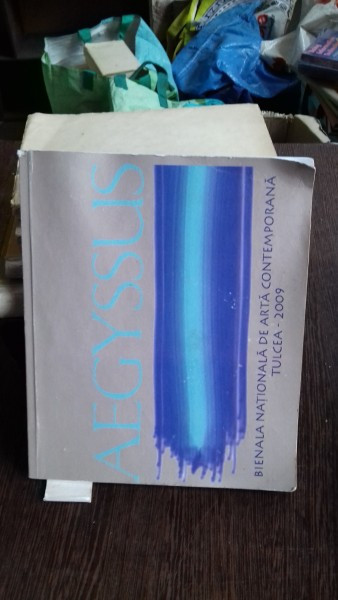 AEGYSSUS
BIENALA NAȚIONALĂ DE ARTĂ CONTEMPORANĂ
TULCEA - 2009